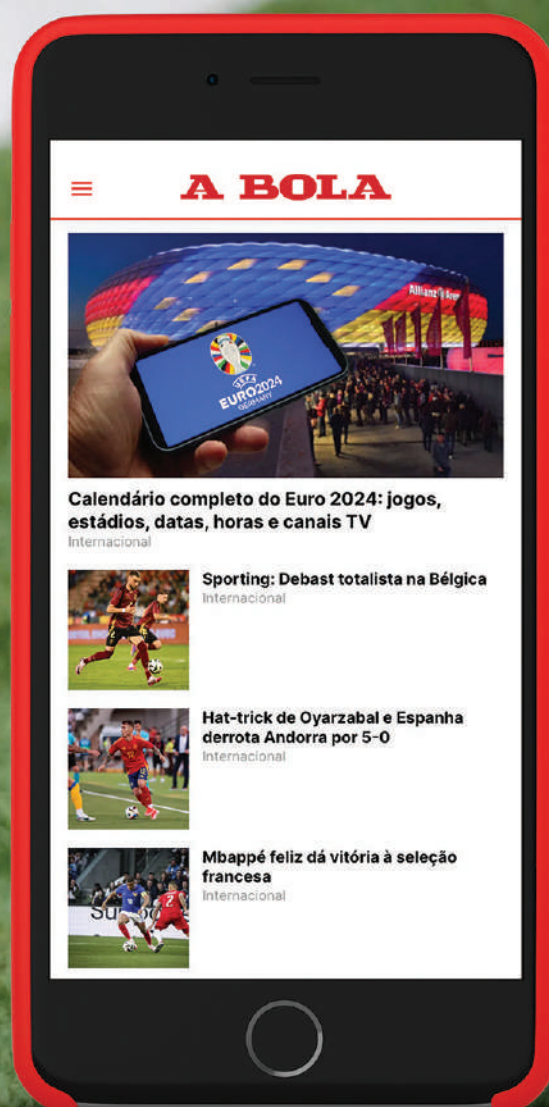 A BOLA
Allianz Aren
UEFA
EURO2024
GERMANY
Calendário completo do Euro 2024: jogos,
estádios, datas, horas e canais TV
Internacional
Sporting: Debast totalista na Bélgica
Internacional
Hat-trick de Oyarzabal e Espanha
derrota Andorra por 5-0
Internacional
Mbappé feliz dá vitória à seleção
francesa
Internacional
2